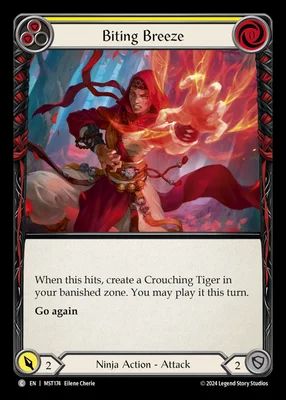 Biting Breeze
When this hits, create a Crouching Tiger in
your banished zone. You may play it this turn.
Go again
2
Ninja Action - Attack
2
C EN | MST174 Eilene Cherie
© 2024 Legend Story Studios